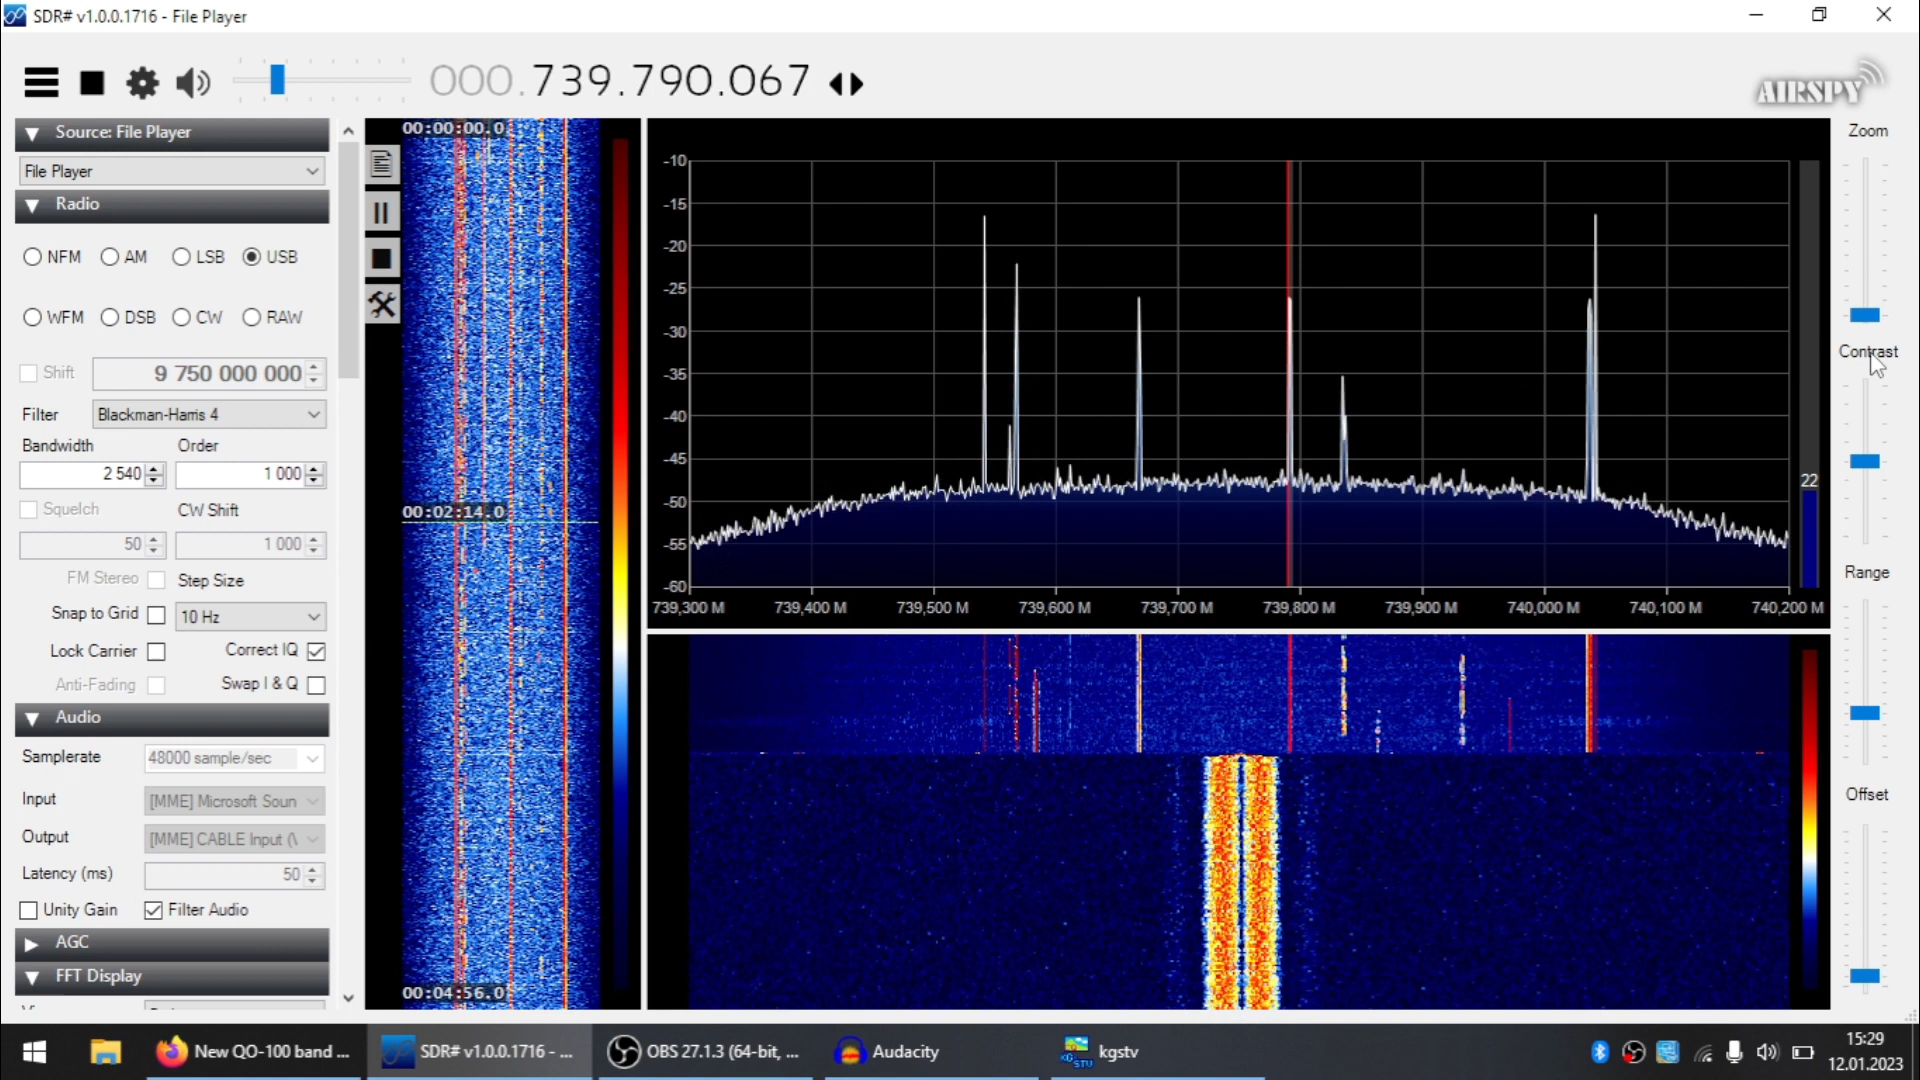 SDR# v1.0.0.1716 - File Player
000.739.790.067
AIRSPY
Source: File Player
File Player
Radio
NFM AM LSB USB
WFM DSB CW RAW
Shift 9 750 000 000
Filter Blackman-Harris 4
Bandwidth Order
2 540 1 000
Squelch CW Shift
50 1 000
FM Stereo Step Size
Snap to Grid 10 Hz
Lock Carrier Correct IQ
Anti-Fading Swap I & Q
Audio
Samplerate 48000 sample/sec
Input [MME] Microsoft Soun
Output [MME] CABLE Input (\
Latency (ms) 50
Unity Gain Filter Audio
AGC
FFT Display
00:00:00.0
00:02:14.0
00:04:56.0
-10
-15
-20
-25
-30
-35
-40
-45
-50
-55
-60
739,300 M 739,400 M 739,500 M 739,600 M 739,700 M 739,800 M 739,900 M 740,000 M 740,100 M 740,200 M
22
Zoom
Contrast
Range
Offset
New QO-100 band ...
SDR# v1.0.0.1716 - ...
OBS 27.1.3 (64-bit, ...
Audacity
KG-STV
kgstv
15:29
12.01.2023